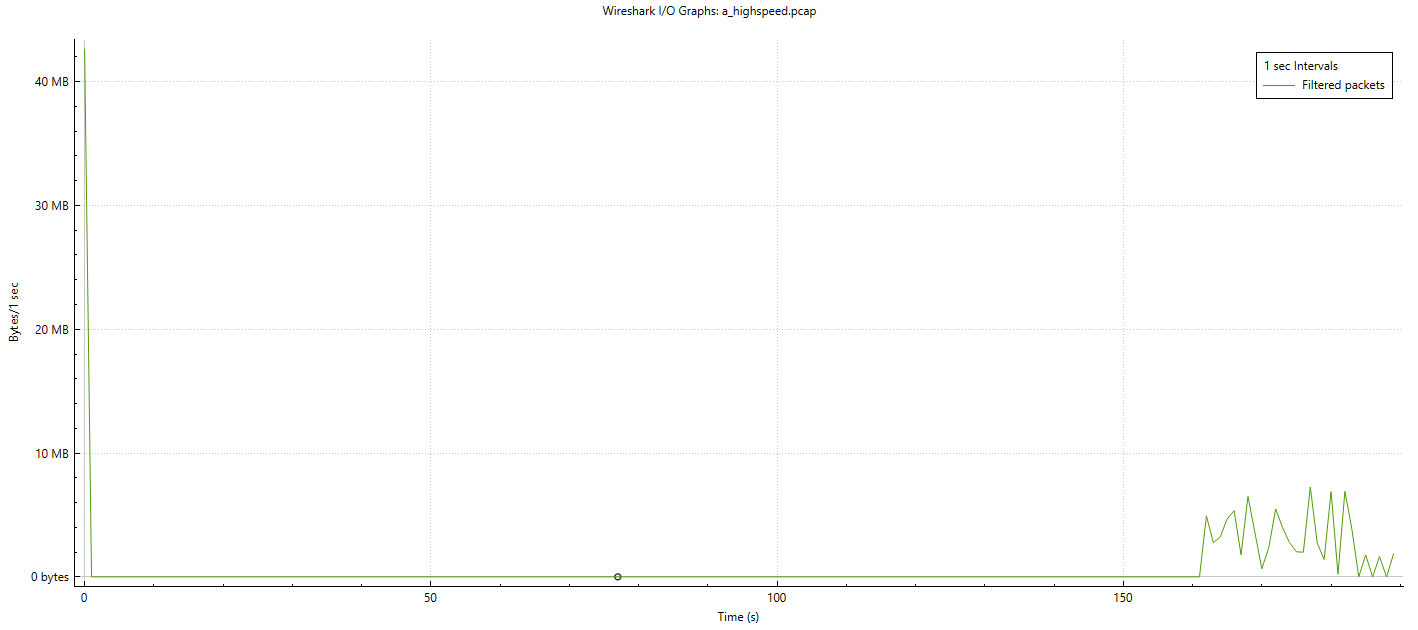 Wireshark I/O Graphs: a_highspeed.pcap
1 sec Intervals
Filtered packets
40 MB
30 MB
20 MB
10 MB
0 bytes
Bytes/1 sec
0
50
100
150
Time (s)